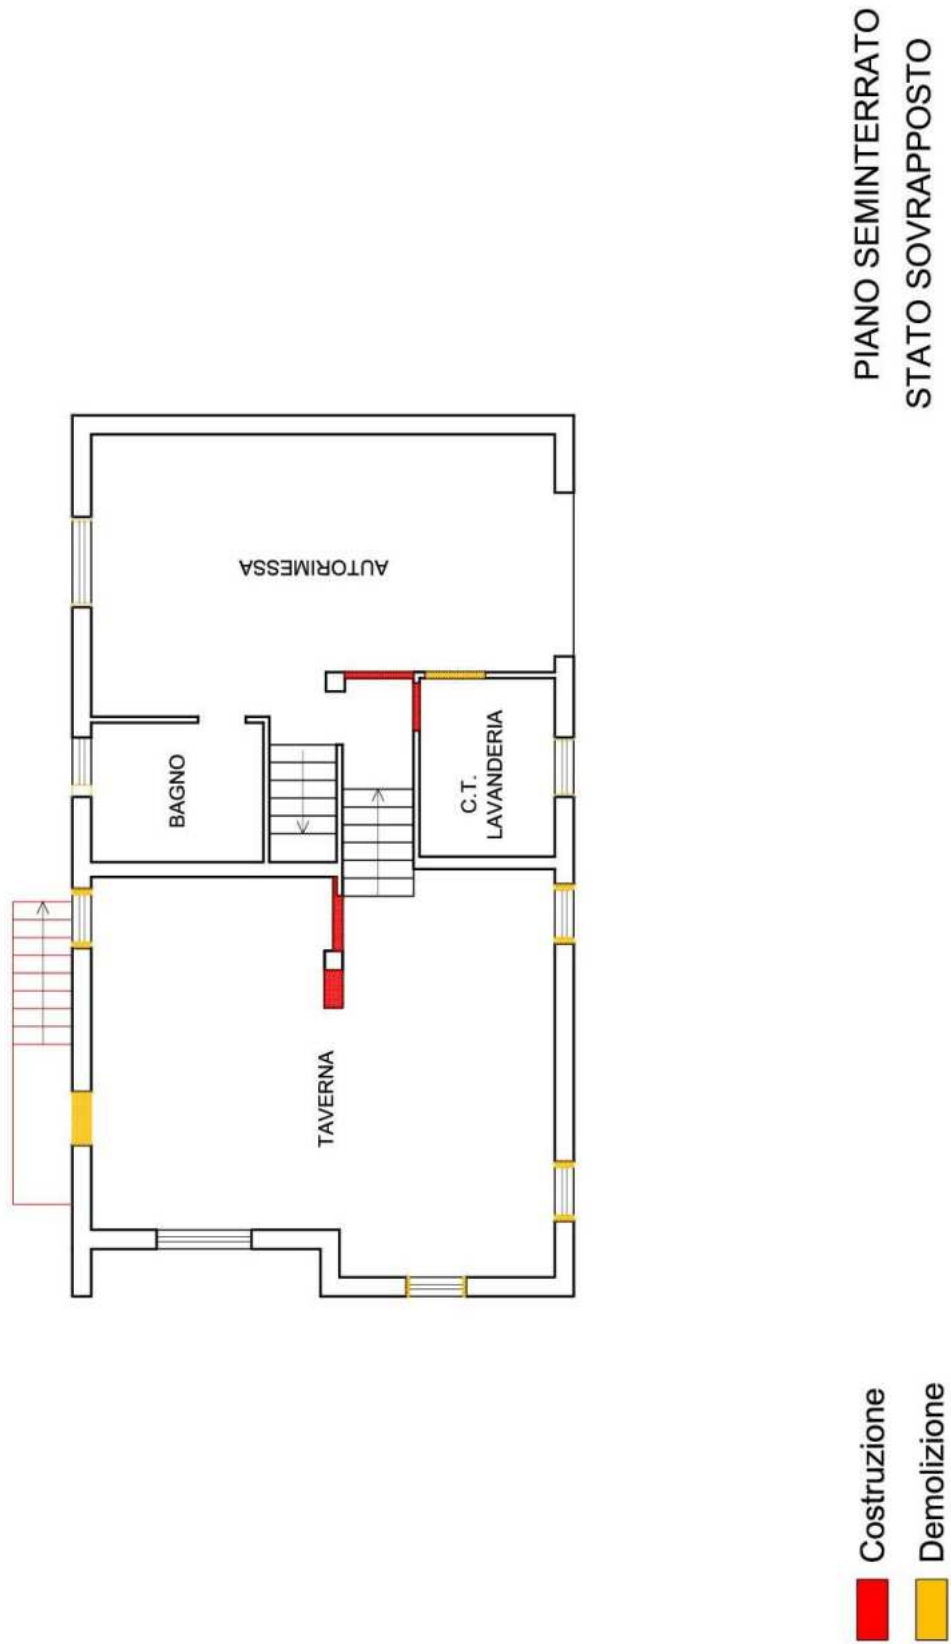 PIANO SEMINTERRATO
STATO SOVRAPPOSTO
AUTORIMESSA
BAGNO
C.T.
LAVANDERIA
TAVERNA
Costruzione
Demolizione